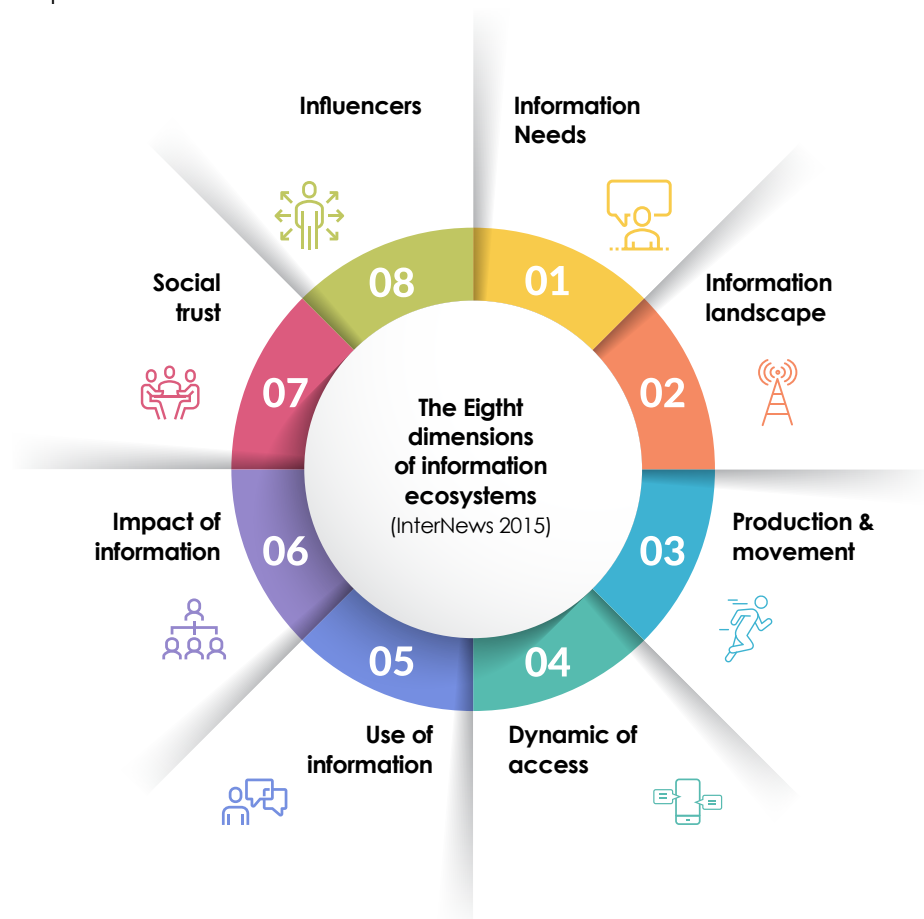 Influencers
Information
Needs
08
01
Social
trust
Information
landscape
07
02
The Eigtht
dimensions
of information
ecosystems
(InterNews 2015)
Impact of
information
Production &
movement
06
03
05
04
Use of
information
Dynamic of
access